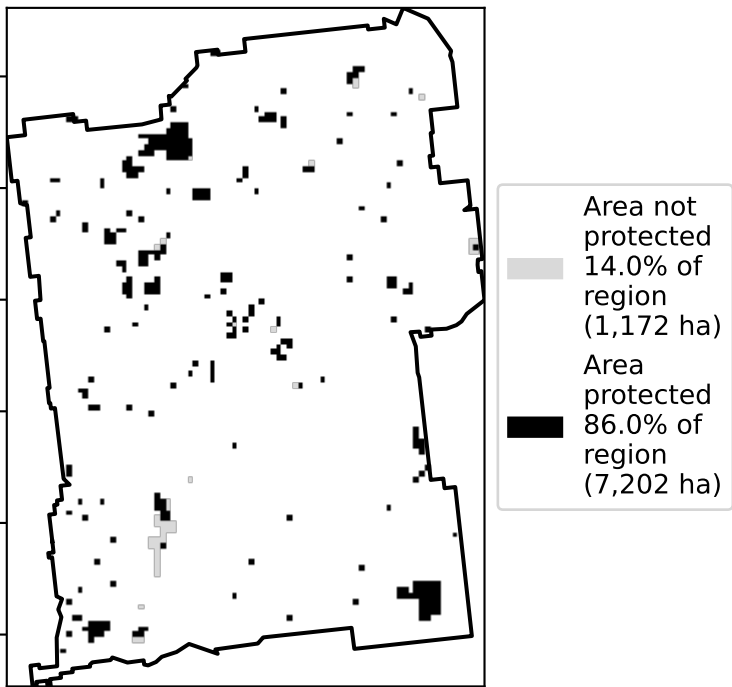 Area not
protected
14.0% of
region
(1,172 ha)
Area
protected
86.0% of
region
(7,202 ha)